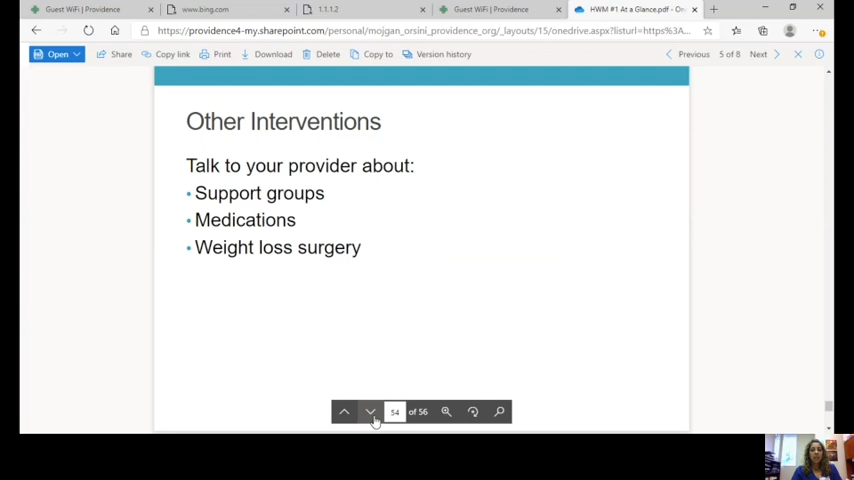 Guest WiFi | Providence
www.bing.com
1.1.1.2
Guest WiFi | Providence
HWM #1 At a Glance.pdf - On
https://providence4-my.sharepoint.com/personal/mojgan_orsini_providence_org/_layouts/15/onedrive.aspx?listurl=https%3A...
Open Share Copy link Print Download Delete Copy to Version history Previous 5 of 8 Next
Other Interventions
Talk to your provider about:
• Support groups
• Medications
• Weight loss surgery
54 of 56